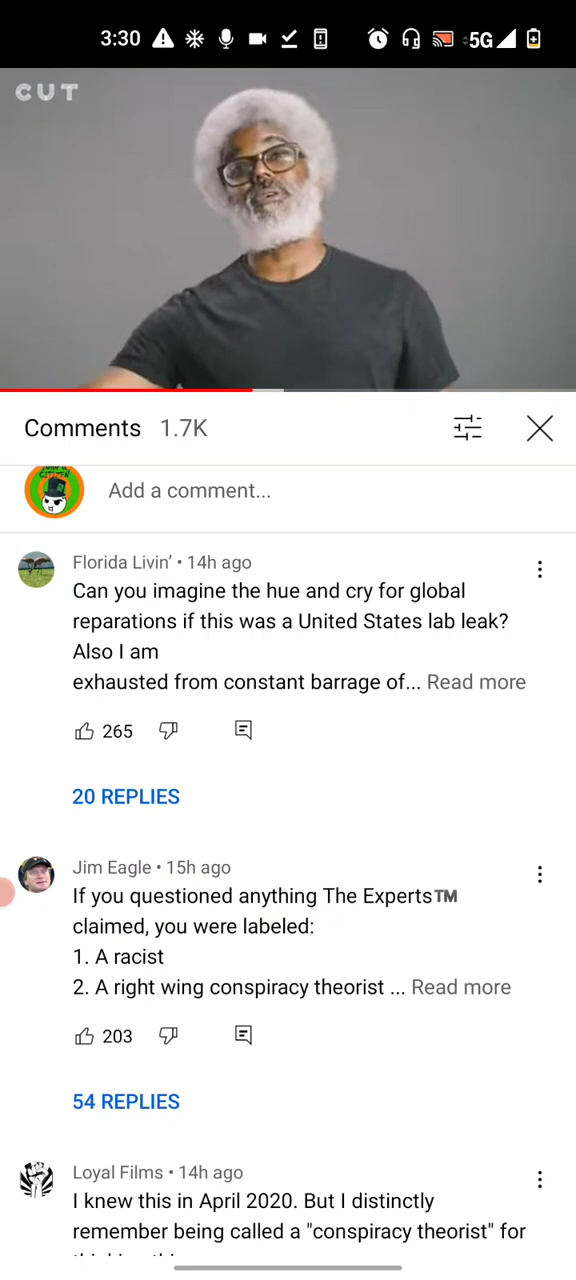 3:30
5G
CUT
Comments 1.7K
Add a comment...
Florida Livin’ • 14h ago
Can you imagine the hue and cry for global
reparations if this was a United States lab leak?
Also I am
exhausted from constant barrage of... Read more
265
20 REPLIES
Jim Eagle • 15h ago
If you questioned anything The Experts™
claimed, you were labeled:
1. A racist
2. A right wing conspiracy theorist ... Read more
203
54 REPLIES
Loyal Films • 14h ago
I knew this in April 2020. But I distinctly
remember being called a "conspiracy theorist" for